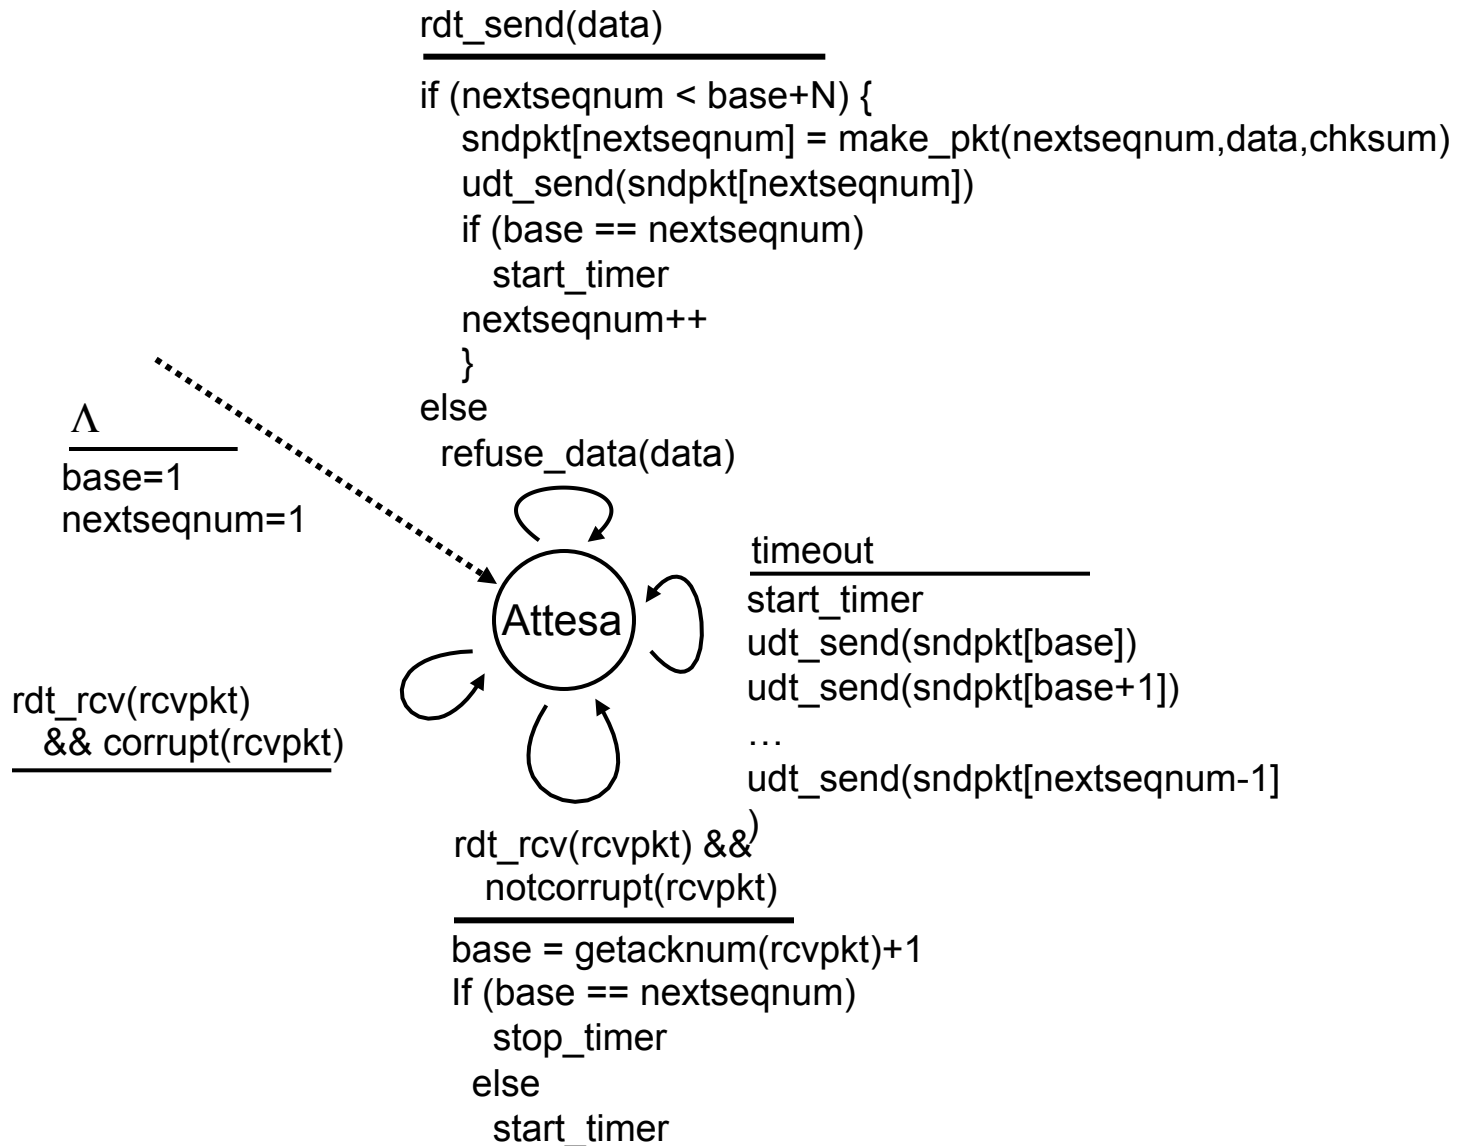 rdt_send(data)
if (nextseqnum < base+N) {
sndpkt[nextseqnum] = make_pkt(nextseqnum,data,chksum)
udt_send(sndpkt[nextseqnum])
if (base == nextseqnum)
start_timer
nextseqnum++
}
else
refuse_data(data)
Λ
base=1
nextseqnum=1
Attesa
timeout
start_timer
udt_send(sndpkt[base])
udt_send(sndpkt[base+1])
…
udt_send(sndpkt[nextseqnum-1]
)
rdt_rcv(rcvpkt)
&& corrupt(rcvpkt)
rdt_rcv(rcvpkt) &&
notcorrupt(rcvpkt)
base = getacknum(rcvpkt)+1
If (base == nextseqnum)
stop_timer
else
start_timer